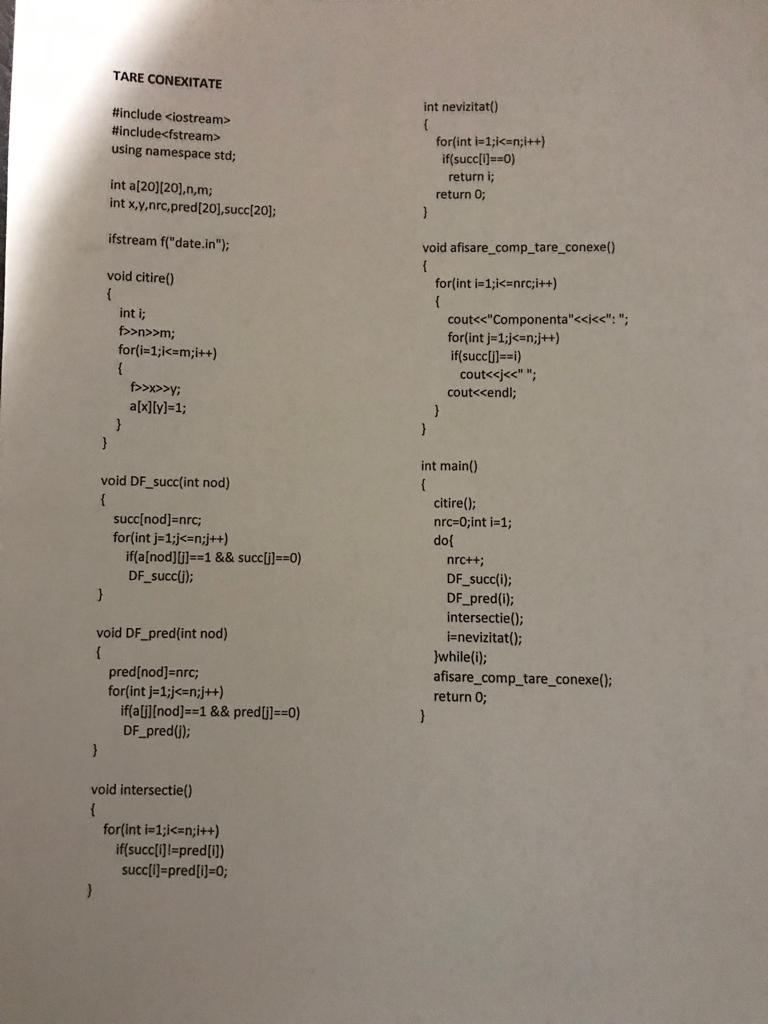 TARE CONEXITATE
#include <iostream>
#include<fstream>
using namespace std;
int a[20][20],n,m;
int x,y,nrc,pred[20],succ[20];
ifstream f("date.in");
void citire()
{
int i;
f>>n>>m;
for(i=1;i<=m;i++)
{
f>>x>>y;
a[x][y]=1;
}
}
void DF_succ(int nod)
{
succ[nod]=nrc;
for(int j=1;j<=n;j++)
if(a[nod][j]==1 && succ[j]==0)
DF_succ(j);
}
void DF_pred(int nod)
{
pred[nod]=nrc;
for(int j=1;j<=n;j++)
if(a[j][nod]==1 && pred[j]==0)
DF_pred(j);
}
void intersectie()
{
for(int i=1;i<=n;i++)
if(succ[i]!=pred[i])
succ[i]=pred[i]=0;
}
int nevizitat()
{
for(int i=1;i<=n;i++)
if(succ[i]==0)
return i;
return 0;
}
void afisare_comp_tare_conexe()
{
for(int i=1;i<=nrc;i++)
{
cout<<"Componenta"<<i<<": ";
for(int j=1;j<=n;j++)
if(succ[j]==i)
cout<<j<<" ";
cout<<endl;
}
}
int main()
{
citire();
nrc=0;int i=1;
do{
nrc++;
DF_succ(i);
DF_pred(i);
intersectie();
i=nevizitat();
}while(i);
afisare_comp_tare_conexe();
return 0;
}